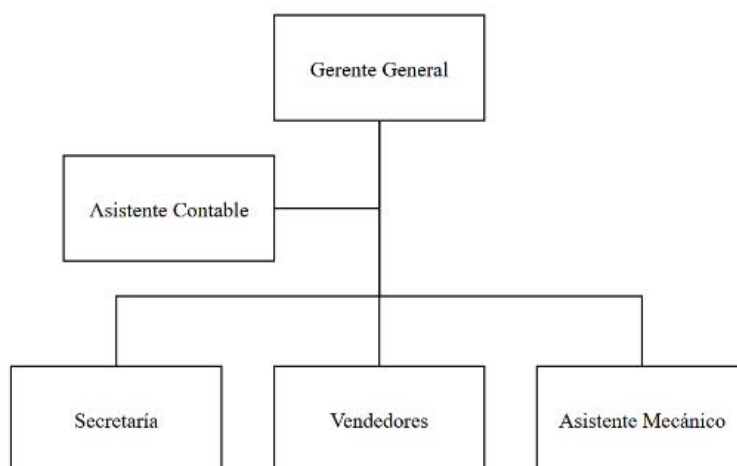 Gerente General
Asistente Contable
Secretaría
Vendedores
Asistente Mecánico